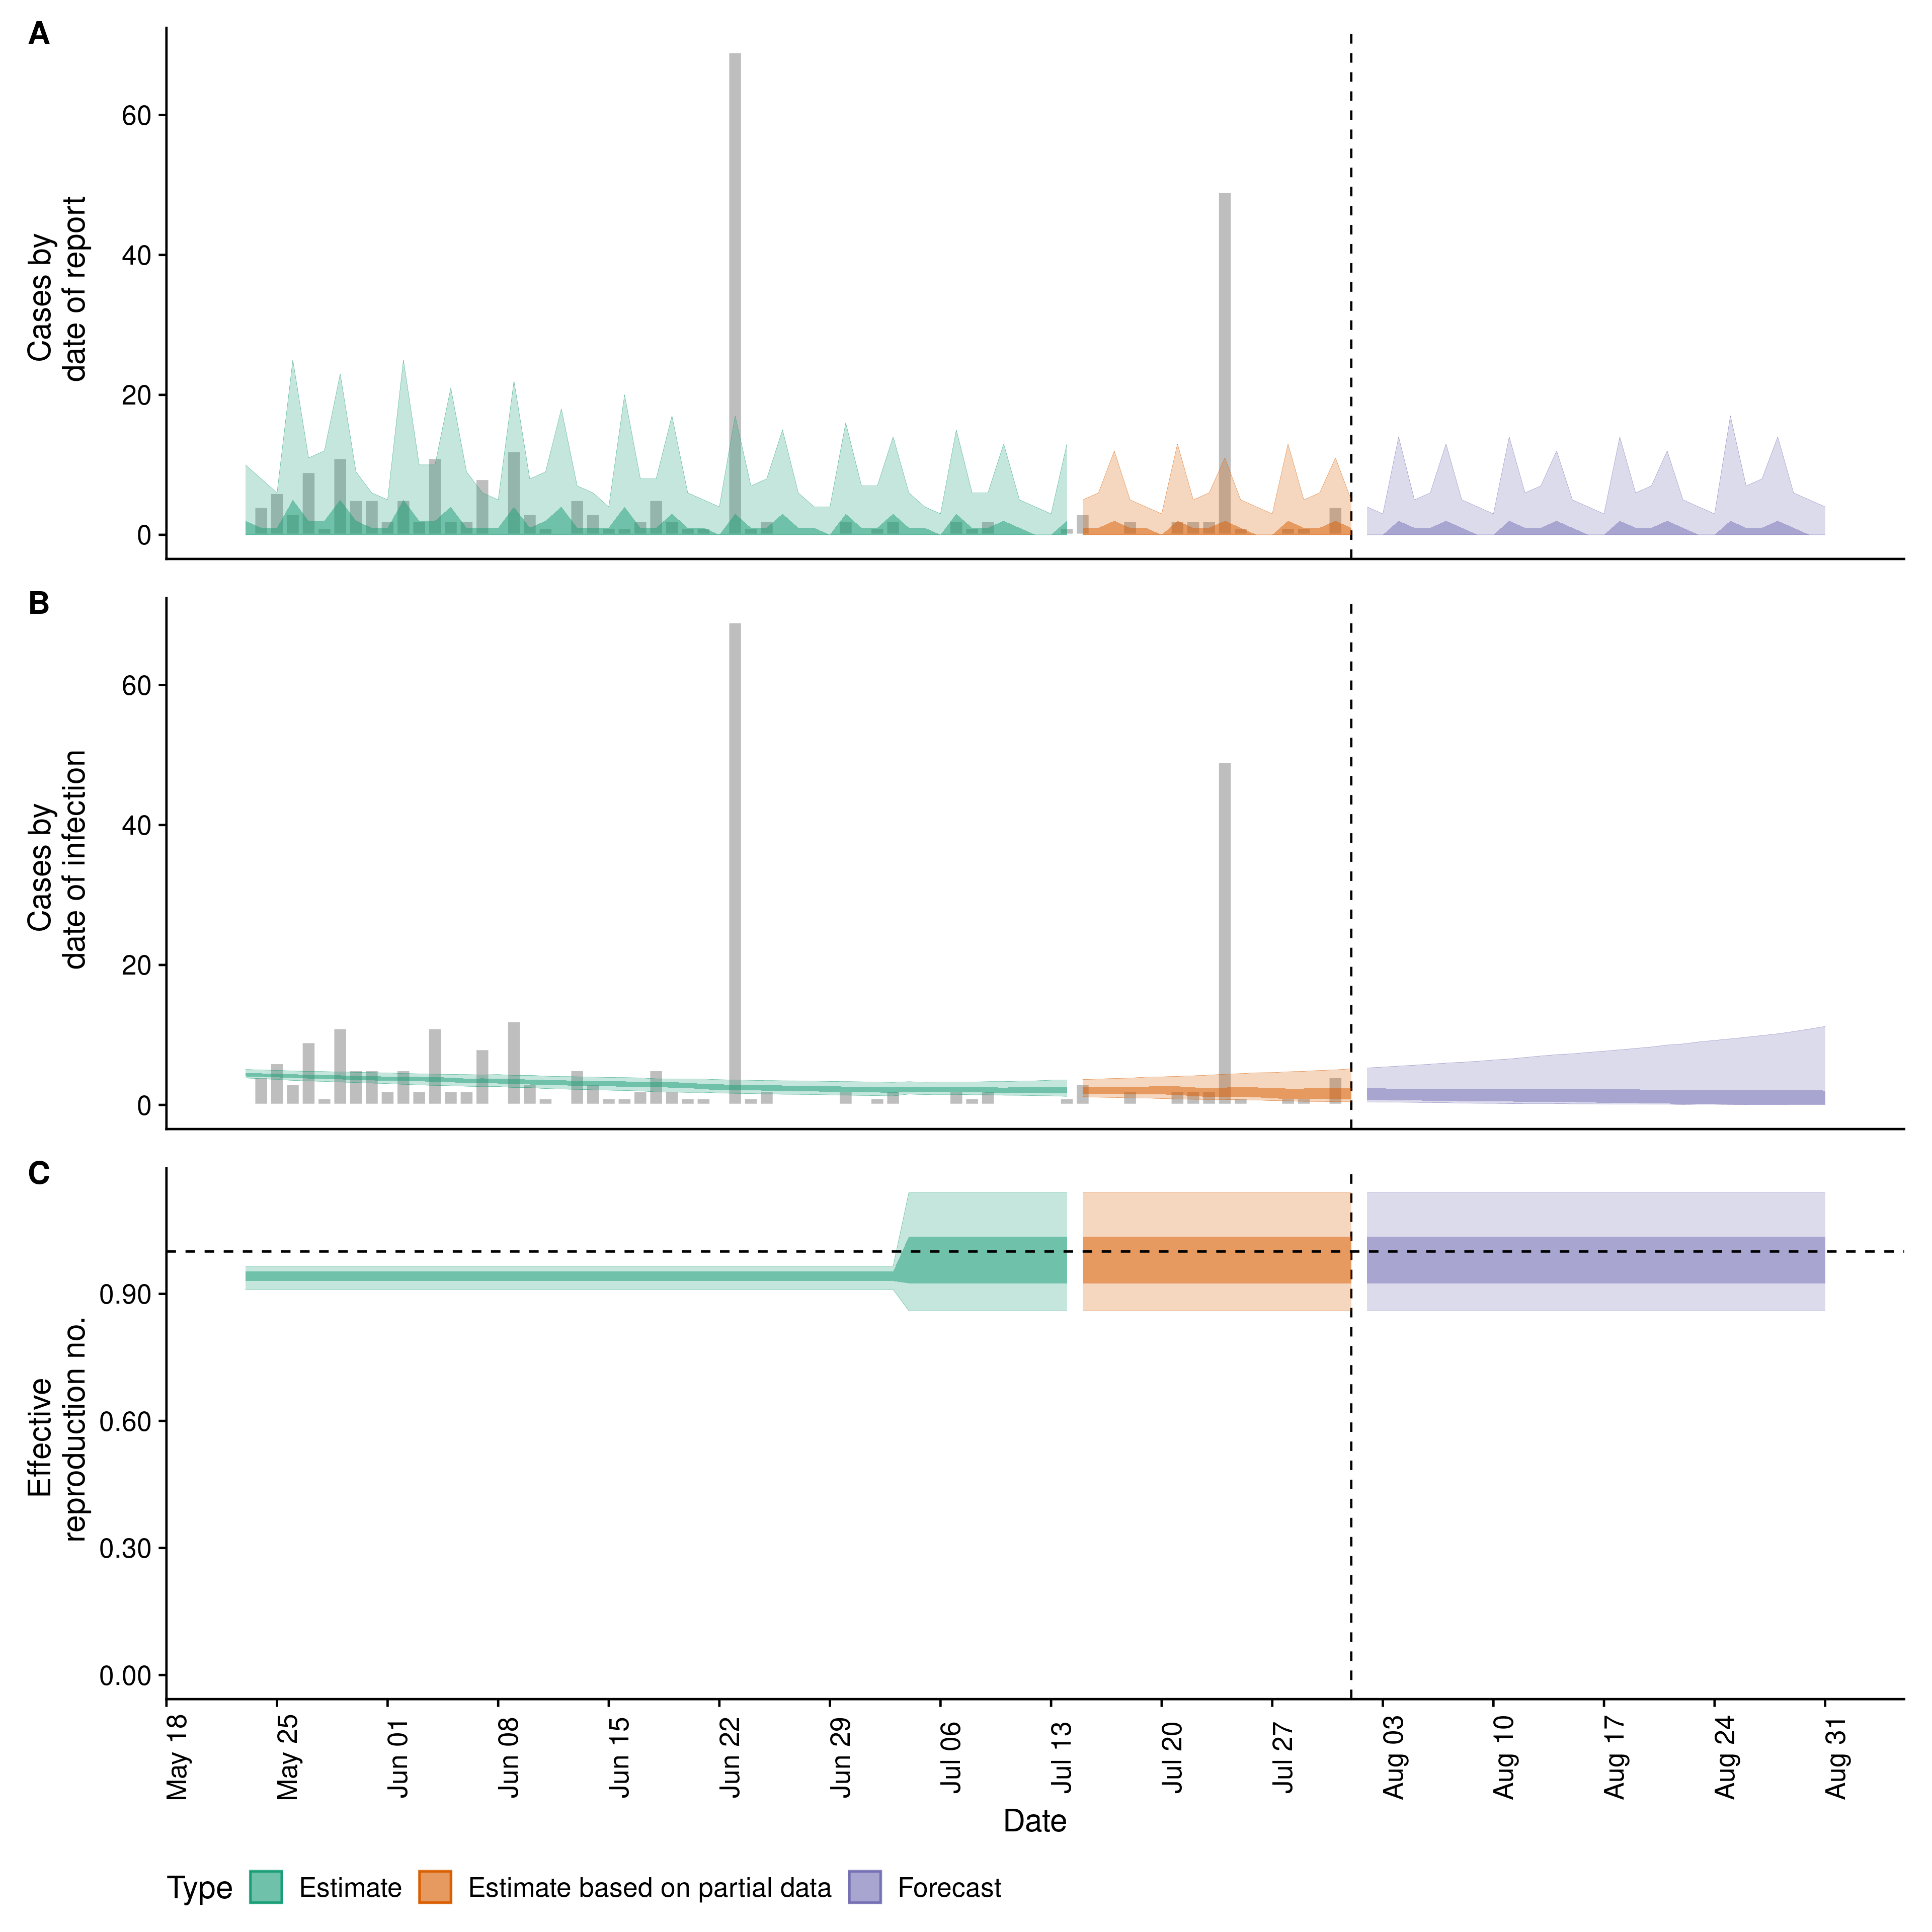 A
60
40
20
0
Cases by
date of report
B
60
40
20
0
Cases by
date of infection
C
0.90
0.60
0.30
0.00
Effective
reproduction no.
May 18
May 25
Jun 01
Jun 08
Jun 15
Jun 22
Jun 29
Jul 06
Jul 13
Jul 20
Jul 27
Aug 03
Aug 10
Aug 17
Aug 24
Aug 31
Date
Type Estimate Estimate based on partial data Forecast